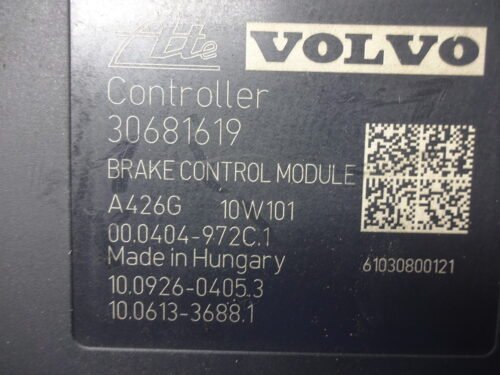 Ate VOLVO
Controller
30681619
BRAKE CONTROL MODULE
A426G 10W101
00.0404-972C.1
Made in Hungary 61030800121
10.0926-0405.3
10.0613-3688.1